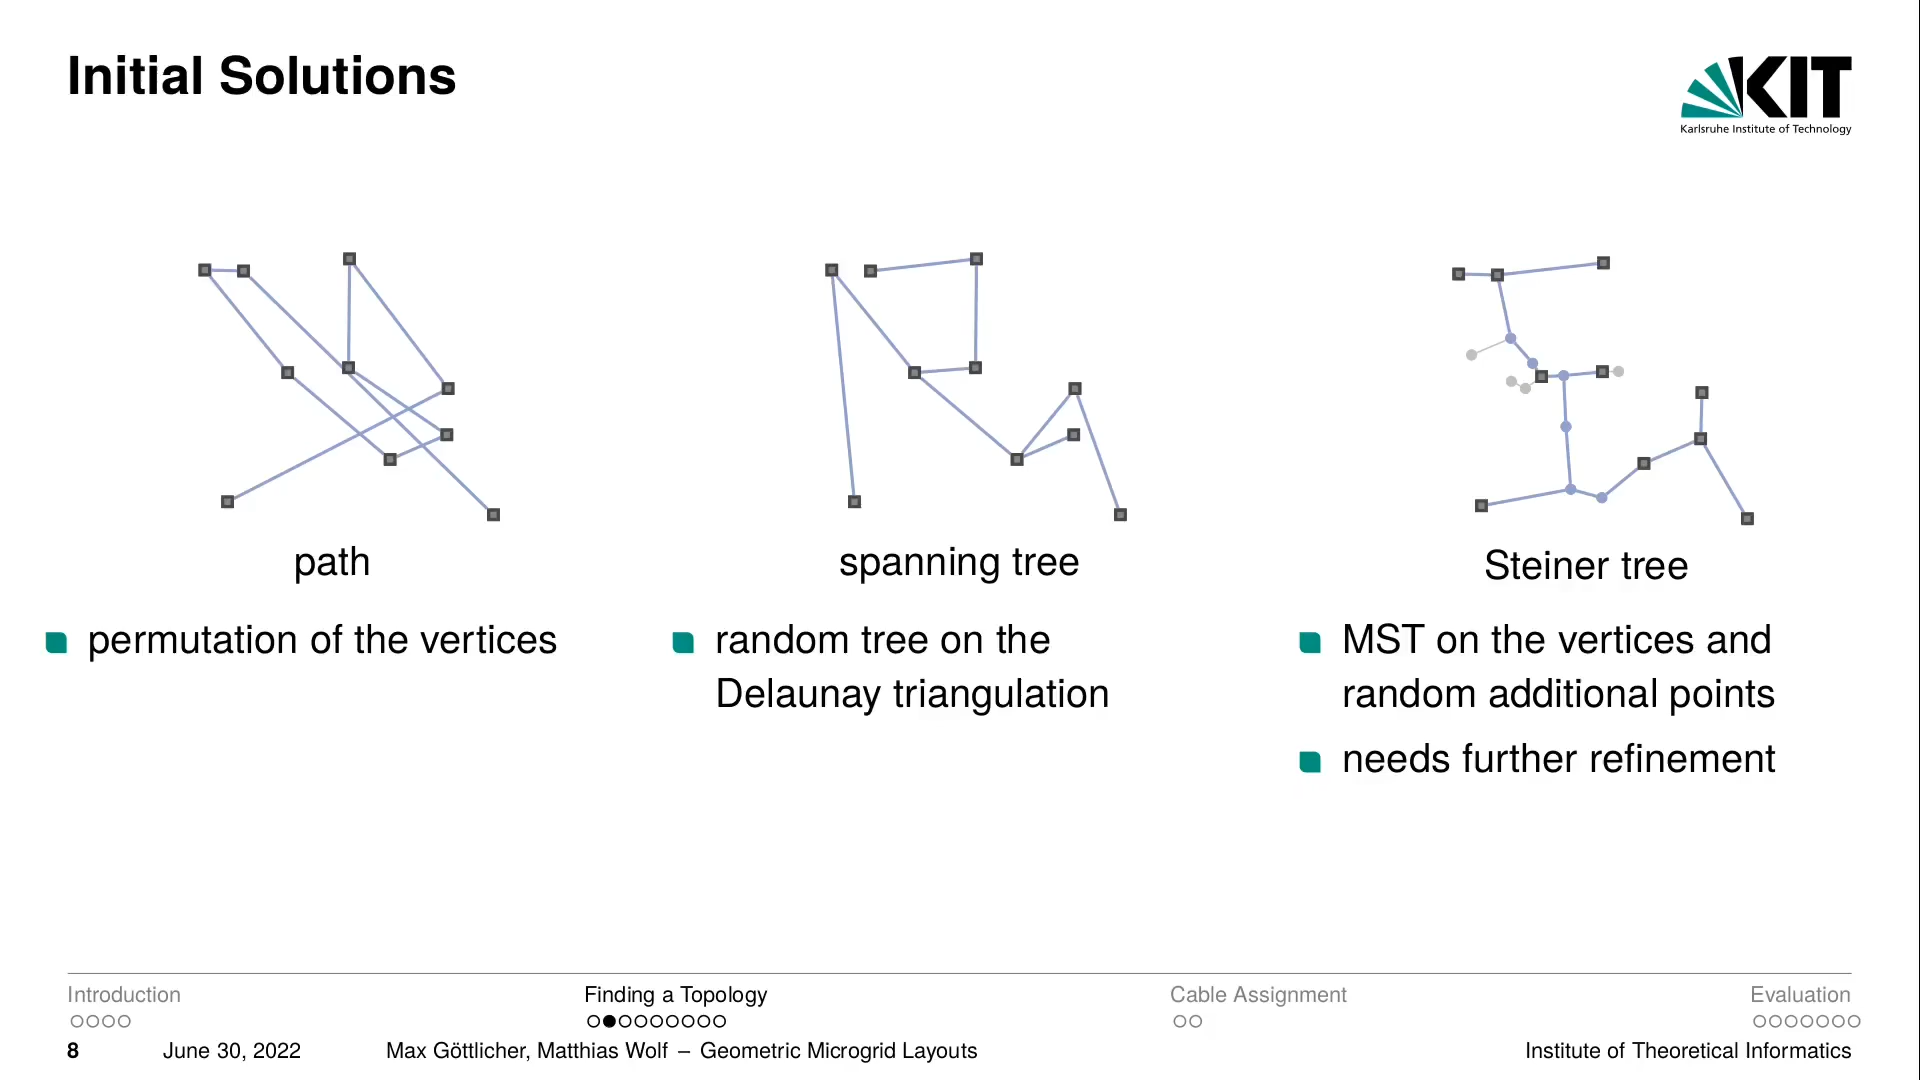 Initial Solutions
KIT
Karlsruhe Institute of Technology
path
permutation of the vertices
spanning tree
random tree on the
Delaunay triangulation
Steiner tree
MST on the vertices and
random additional points
needs further refinement
Introduction
Finding a Topology
Cable Assignment
Evaluation
8 June 30, 2022 Max Göttlicher, Matthias Wolf – Geometric Microgrid Layouts Institute of Theoretical Informatics